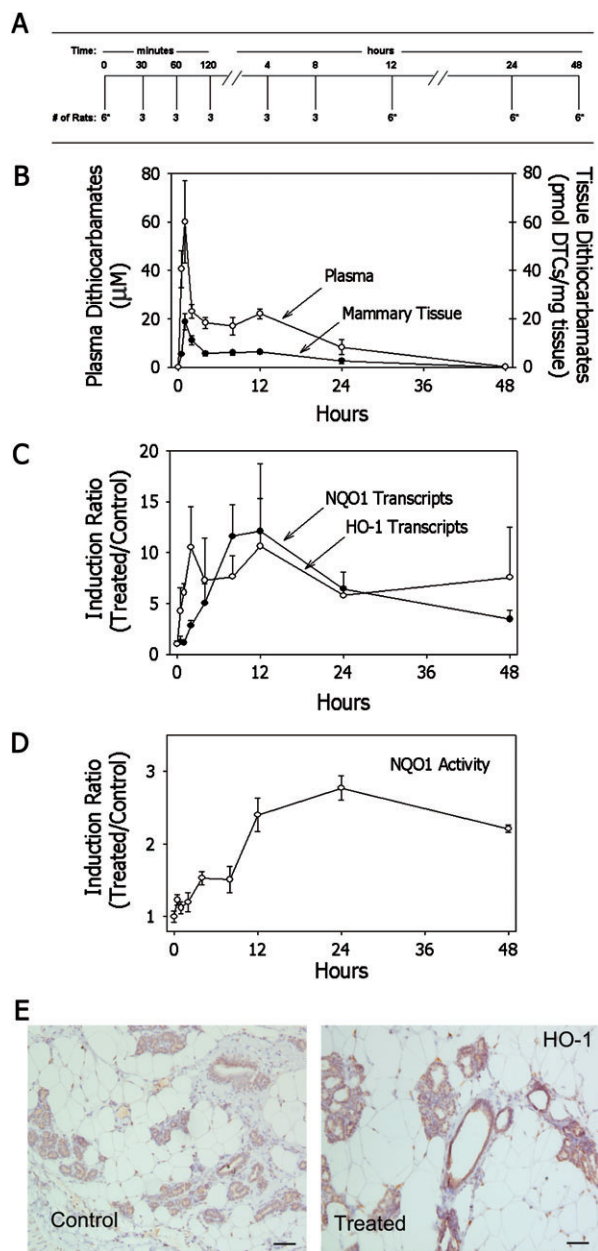 A
Time: minutes hours
0 30 60 120 4 8 12 24 48
# of Rats: 6* 3 3 3 3 3 6* 6* 6*
B
Plasma Dithiocarbamates
(μM)
80
60
40
20
0
Plasma
Mammary Tissue
80
60
40
20
0
Tissue Dithiocarbamates
(pmol DTCs/mg tissue)
0 12 24 36 48
Hours
C
Induction Ratio
(Treated/Control)
20
15
10
5
0
NQO1 Transcripts
HO-1 Transcripts
0 12 24 36 48
Hours
D
Induction Ratio
(Treated/Control)
3
2
1
NQO1 Activity
0 12 24 36 48
Hours
E
Control
HO-1
Treated